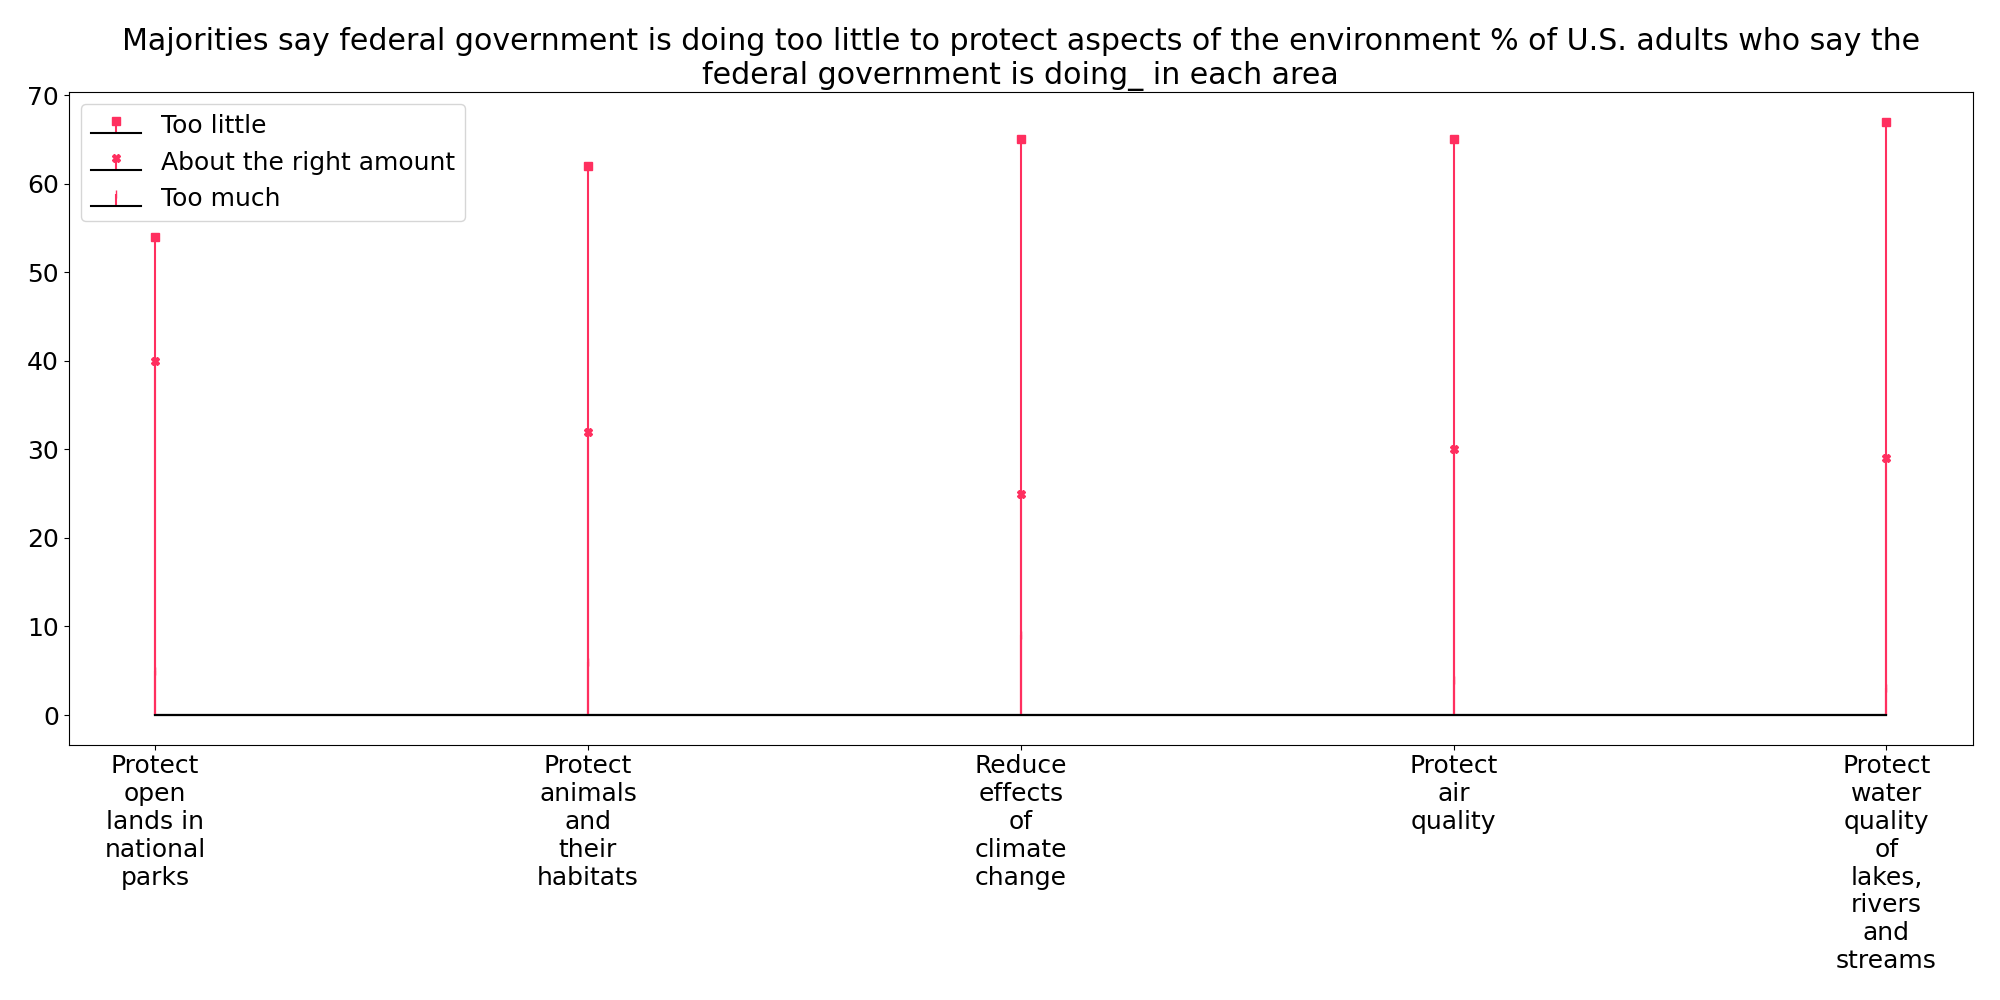 Majorities say federal government is doing too little to protect aspects of the environment % of U.S. adults who say the
federal government is doing_ in each area
70
60
50
40
30
20
10
0
Too little
About the right amount
Too much
Protect
open
lands in
national
parks
Protect
animals
and
their
habitats
Reduce
effects
of
climate
change
Protect
air
quality
Protect
water
quality
of
lakes,
rivers
and
streams